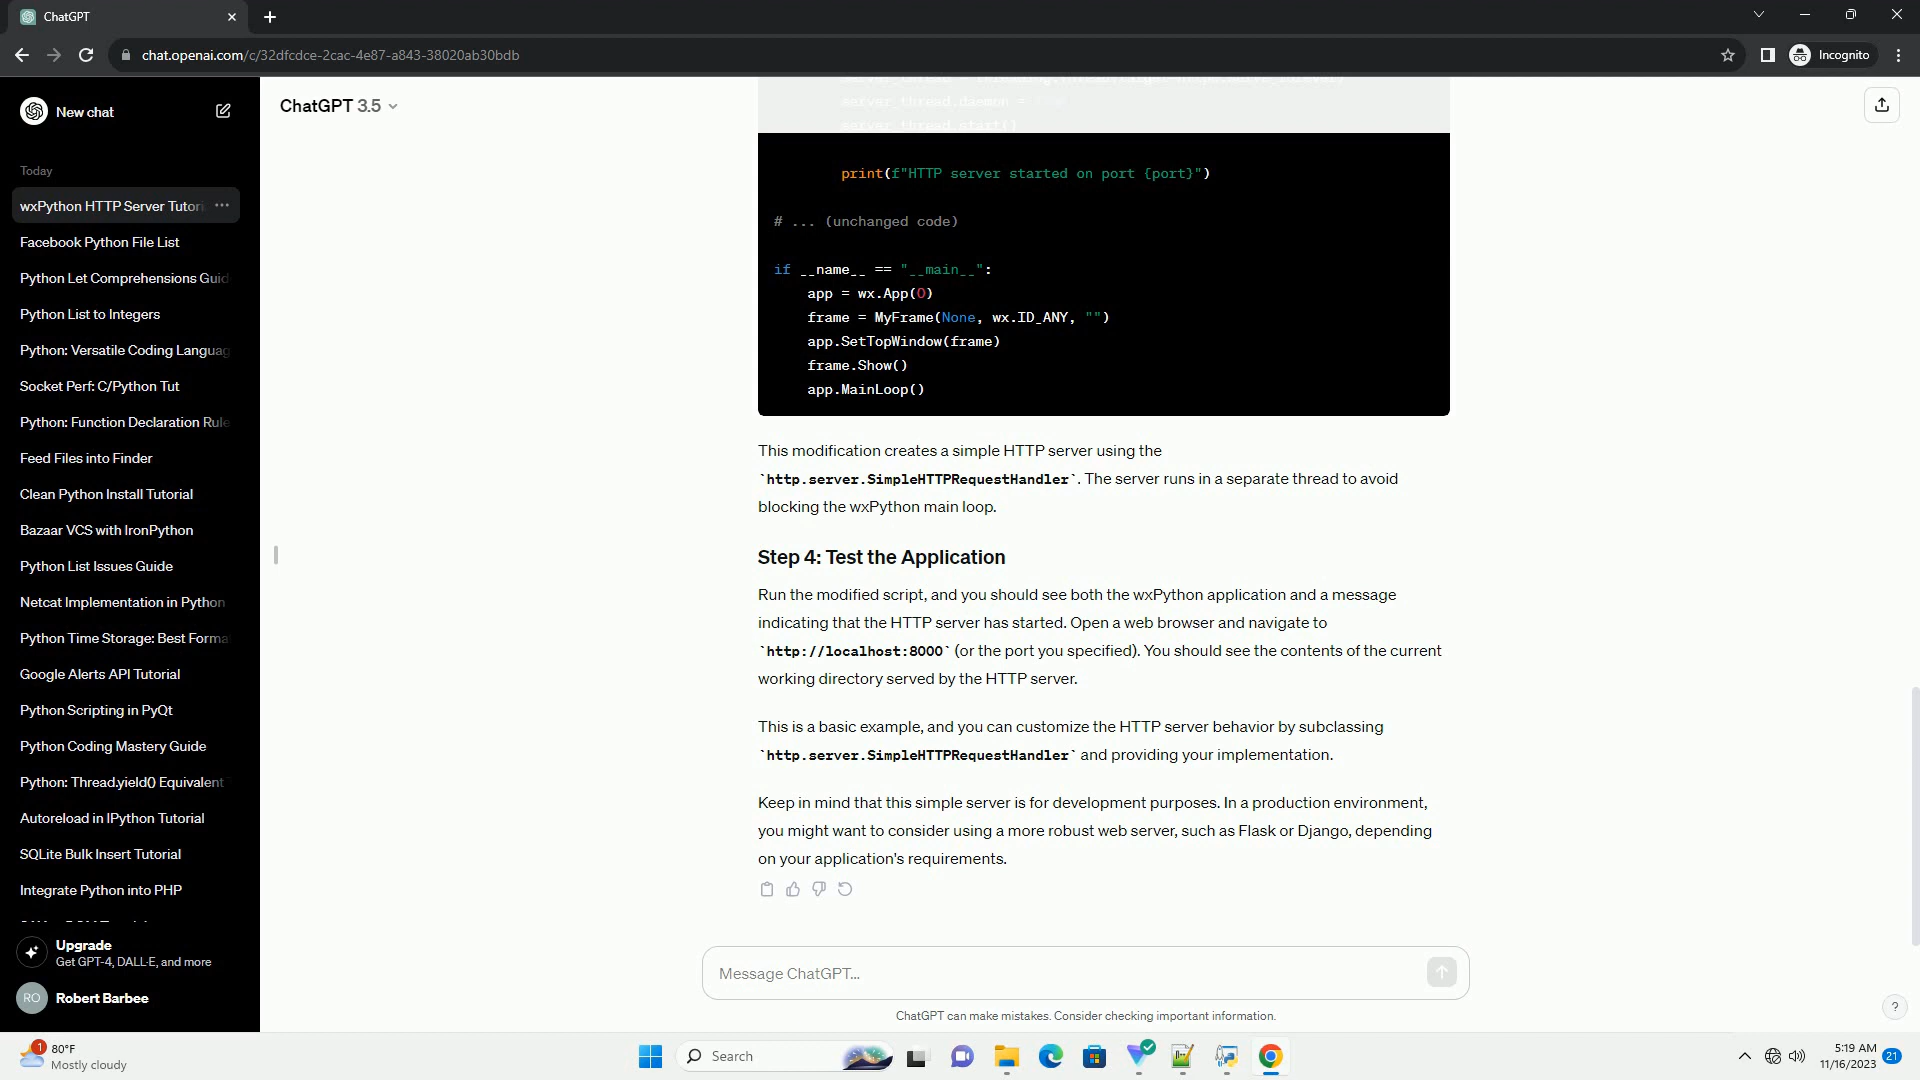 ChatGPT
chat.openai.com/c/32dfcdce-2cac-4e87-a843-38020ab30bdb
Incognito
New chat
Today
wxPython HTTP Server Tutori
Facebook Python File List
Python Let Comprehensions Guid
Python List to Integers
Python: Versatile Coding Languag
Socket Perf: C/Python Tut
Python: Function Declaration Rule
Feed Files into Finder
Clean Python Install Tutorial
Bazaar VCS with IronPython
Python List Issues Guide
Netcat Implementation in Python
Python Time Storage: Best Forma
Google Alerts API Tutorial
Python Scripting in PyQt
Python Coding Mastery Guide
Python: Thread.yield() Equivalent
Autoreload in IPython Tutorial
SQLite Bulk Insert Tutorial
Integrate Python into PHP
Upgrade
Get GPT-4, DALL·E, and more
RO Robert Barbee
ChatGPT 3.5
server_thread.daemon =
server_thread.start()
print(f"HTTP server started on port {port}")
# ... (unchanged code)
if __name__ == "__main__":
app = wx.App(0)
frame = MyFrame(None, wx.ID_ANY, "")
app.SetTopWindow(frame)
frame.Show()
app.MainLoop()
This modification creates a simple HTTP server using the
`http.server.SimpleHTTPRequestHandler`. The server runs in a separate thread to avoid
blocking the wxPython main loop.
Step 4: Test the Application
Run the modified script, and you should see both the wxPython application and a message
indicating that the HTTP server has started. Open a web browser and navigate to
`http://localhost:8000` (or the port you specified). You should see the contents of the current
working directory served by the HTTP server.
This is a basic example, and you can customize the HTTP server behavior by subclassing
`http.server.SimpleHTTPRequestHandler` and providing your implementation.
Keep in mind that this simple server is for development purposes. In a production environment,
you might want to consider using a more robust web server, such as Flask or Django, depending
on your application's requirements.
Message ChatGPT...
ChatGPT can make mistakes. Consider checking important information.
?
1
80°F
Mostly cloudy
Search
5:19 AM
11/16/2023
21